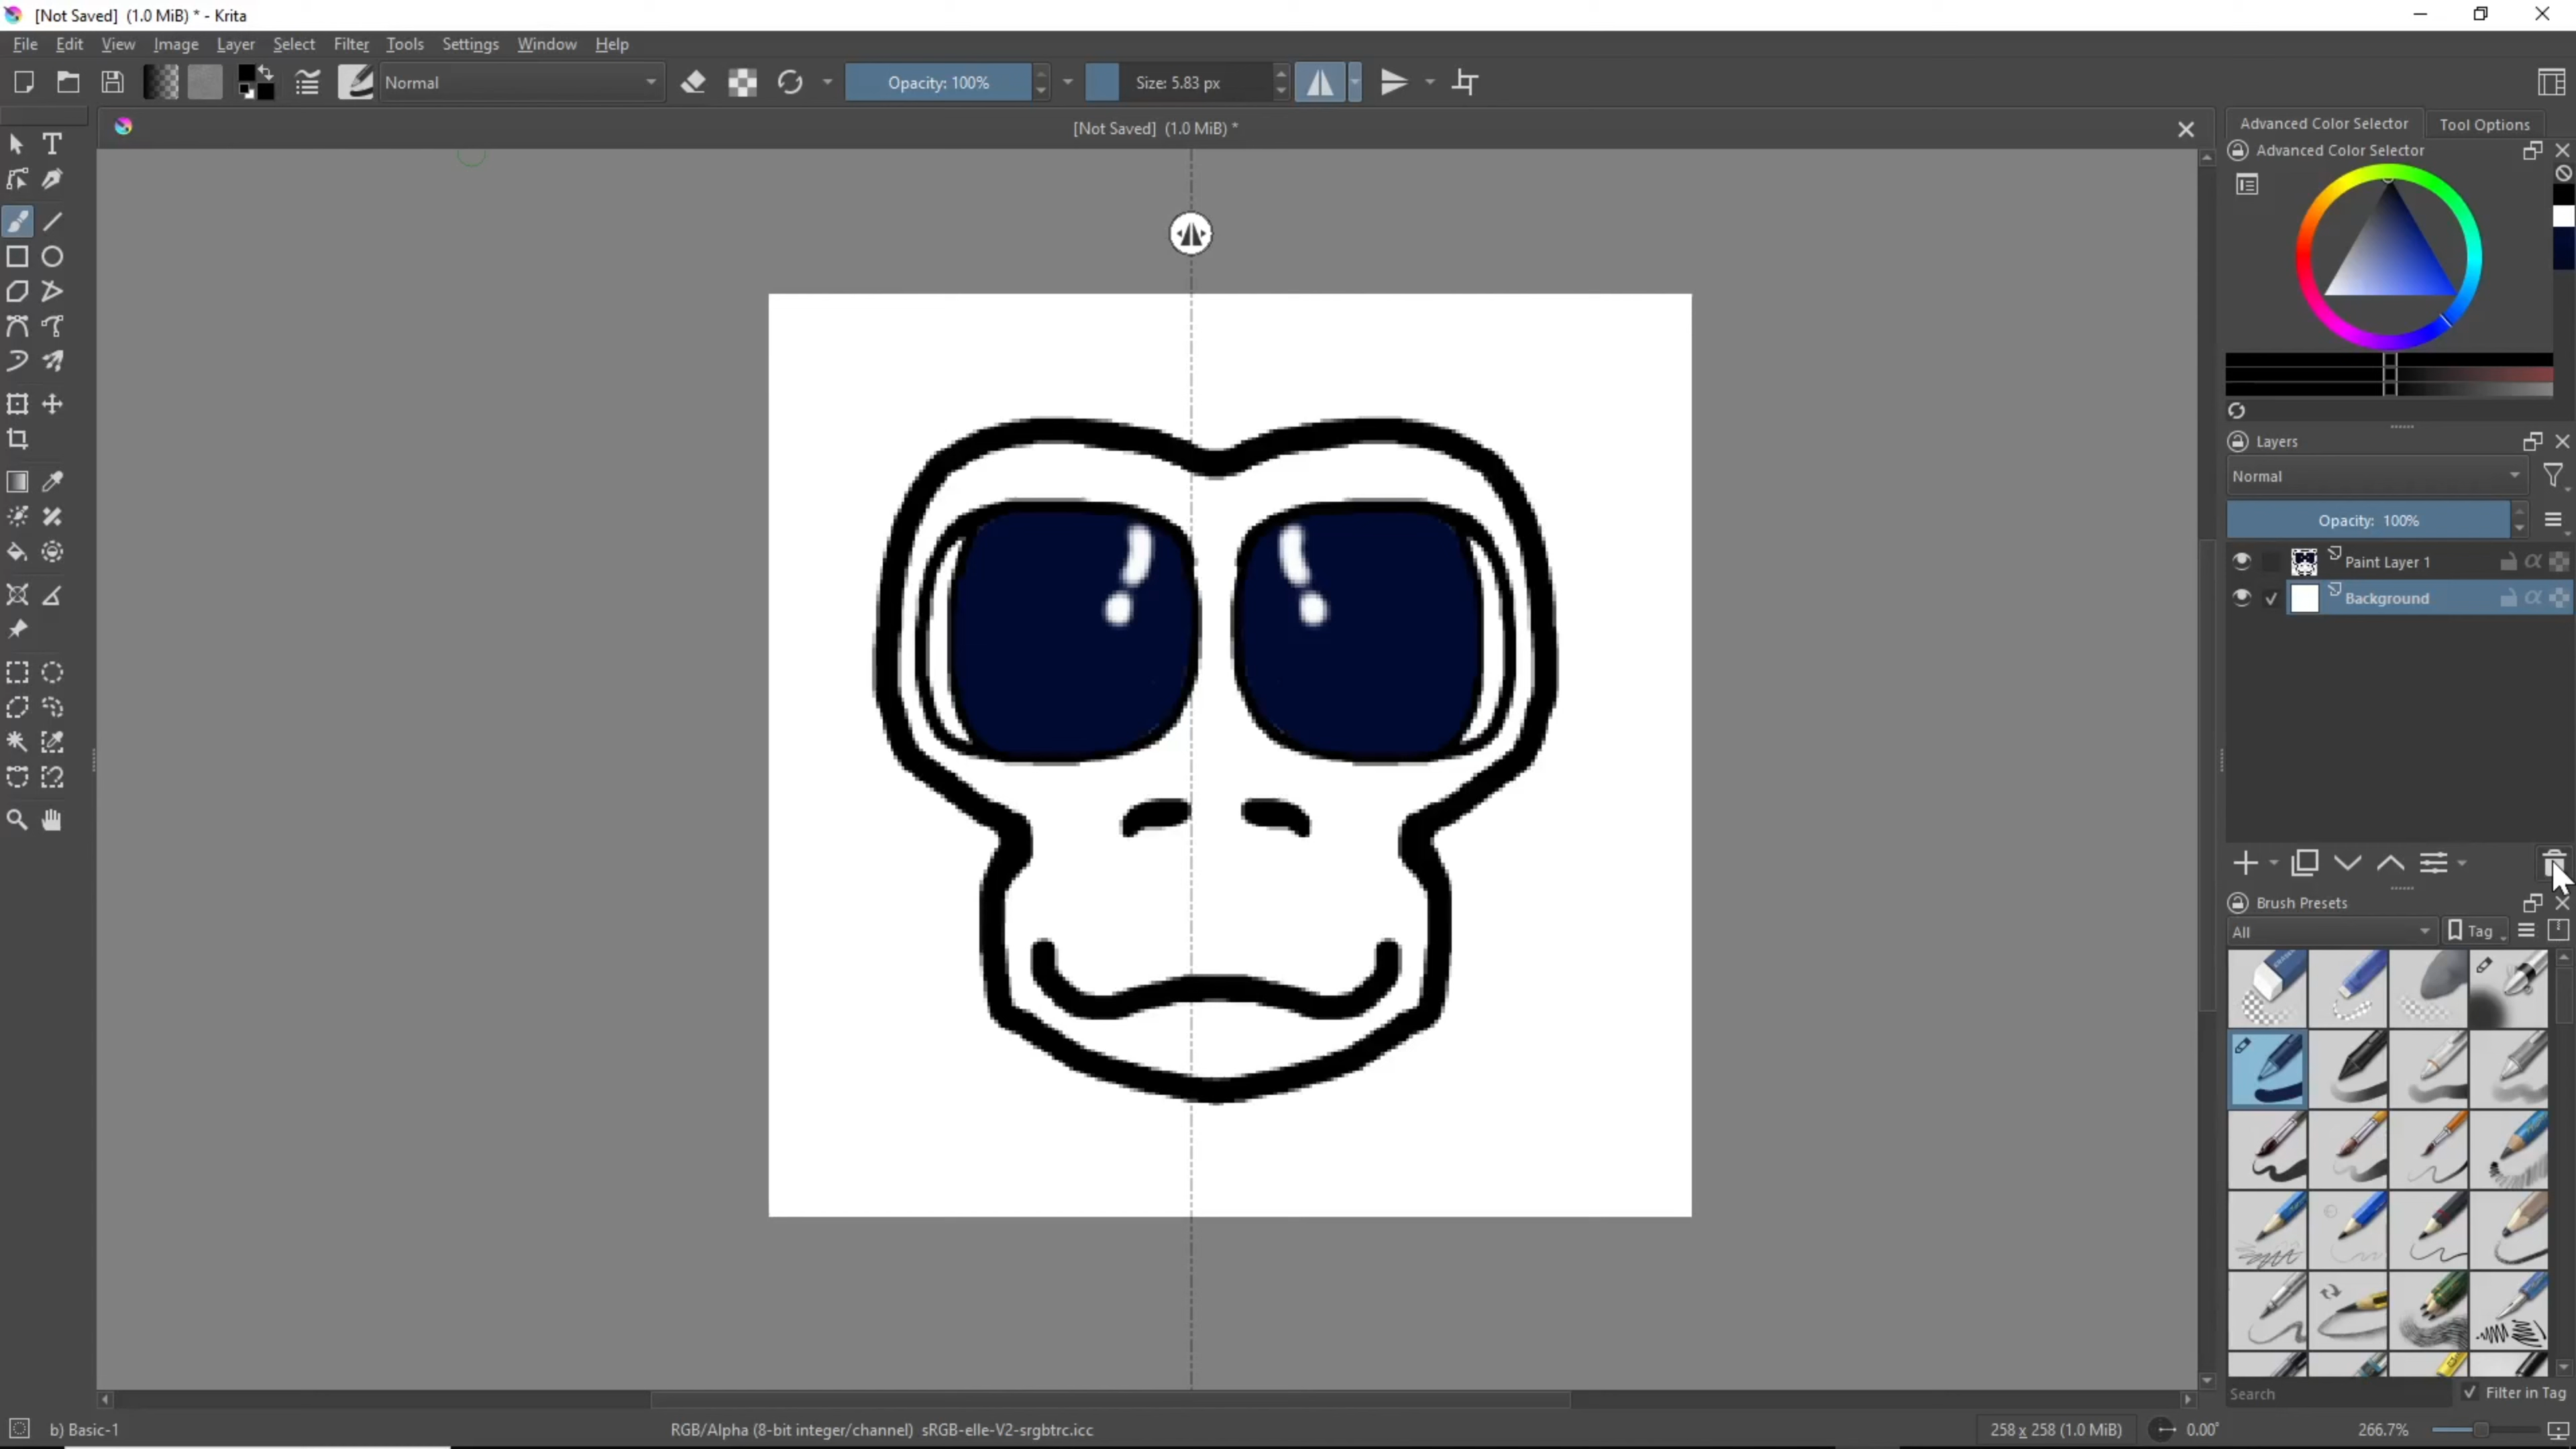 [Not Saved] (1.0 MiB) * - Krita
File Edit View Image Layer Select Filter Tools Settings Window Help
Normal Opacity: 100% Size: 5.83 px
[Not Saved] (1.0 MiB) *
Advanced Color Selector Tool Options
Advanced Color Selector
Layers
Normal
Opacity: 100%
Paint Layer 1
Background
Brush Presets
All Tag
Search Filter in Tag
b) Basic-1 RGB/Alpha (8-bit integer/channel) sRGB-elle-V2-srgbtrc.icc 258 x 258 (1.0 MiB) 0.00° 266.7%